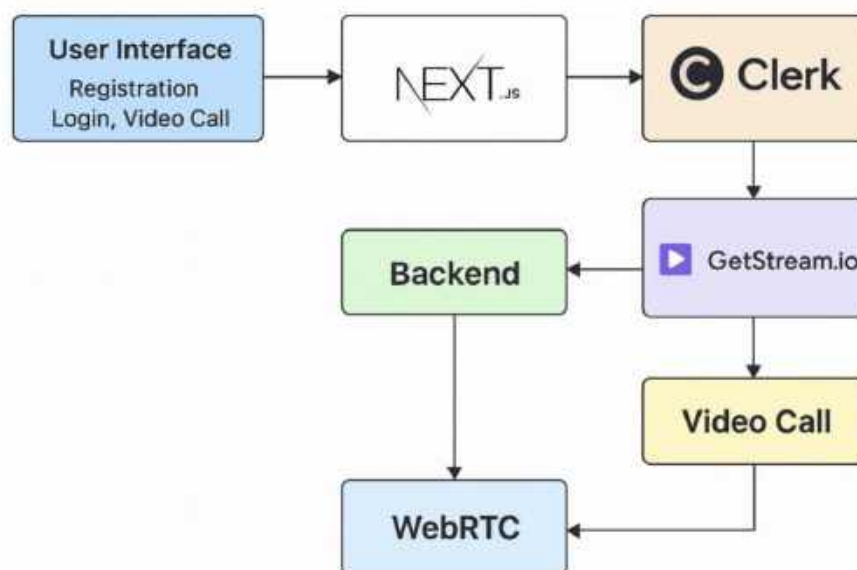 User Interface
Registration
Login, Video Call
NEXT.JS
C Clerk
Backend
GetStream.io
Video Call
WebRTC